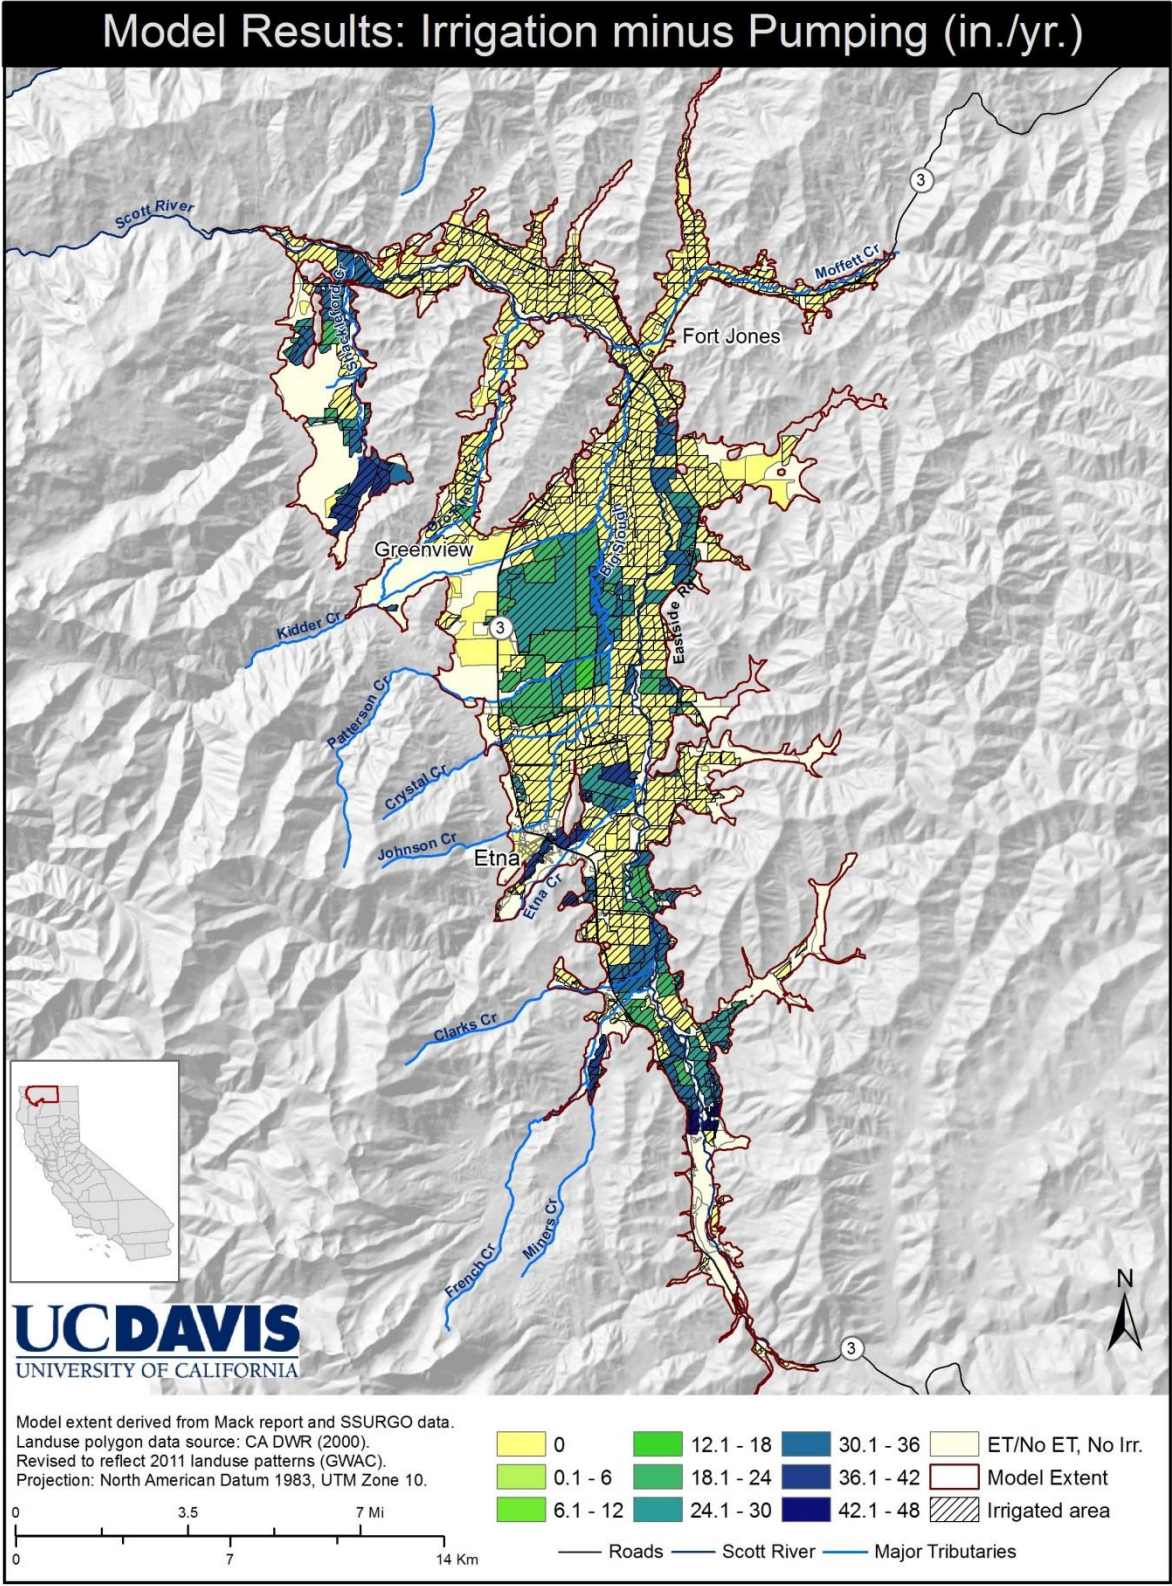 Model Results: Irrigation minus Pumping (in./yr.)
3
Scott River
Moffett Cr
Shackleford Cr
Fort Jones
Greenview
Big Slough
Kidder Cr
3
Eastside Rd
Patterson Cr
Crystal Cr
Johnson Cr
Etna
Etna Cr
Clarks Cr
Miners Cr
French Cr
N
3
UCDAVIS
UNIVERSITY OF CALIFORNIA
Model extent derived from Mack report and SSURGO data.
Landuse polygon data source: CA DWR (2000).
Revised to reflect 2011 landuse patterns (GWAC).
Projection: North American Datum 1983, UTM Zone 10.
0 3.5 7 Mi
0 7 14 Km
0 12.1 - 18 30.1 - 36 ET/No ET, No Irr.
0.1 - 6 18.1 - 24 36.1 - 42 Model Extent
6.1 - 12 24.1 - 30 42.1 - 48 Irrigated area
Roads Scott River Major Tributaries